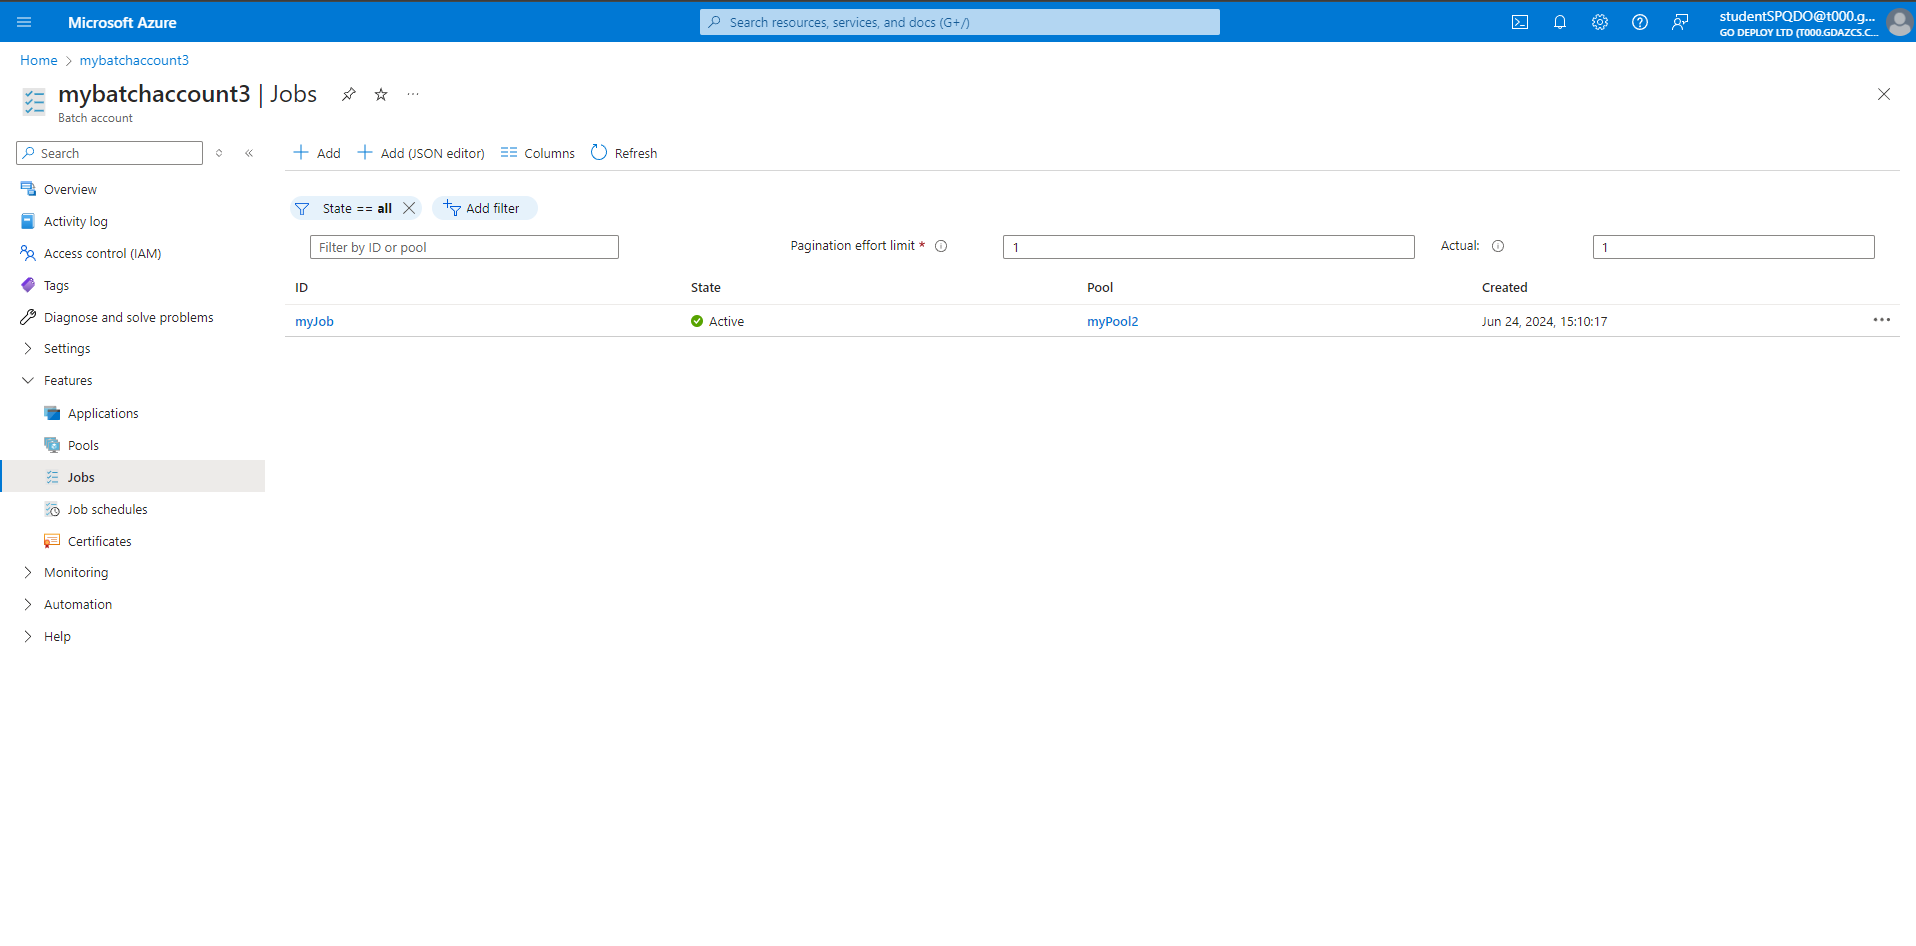 Microsoft Azure
Search resources, services, and docs (G+/)
studentSPQDO@t000.g...
GO DEPLOY LTD (T000.GDAZCS.C...
Home > mybatchaccount3
mybatchaccount3 | Jobs
Batch account
Search
Add
Add (JSON editor)
Columns
Refresh
Overview
Activity log
Access control (IAM)
Tags
Diagnose and solve problems
Settings
Features
Applications
Pools
Jobs
Job schedules
Certificates
Monitoring
Automation
Help
State == all
Add filter
Filter by ID or pool
Pagination effort limit *
1
Actual:
1
ID State Pool Created
myJob Active myPool2 Jun 24, 2024, 15:10:17